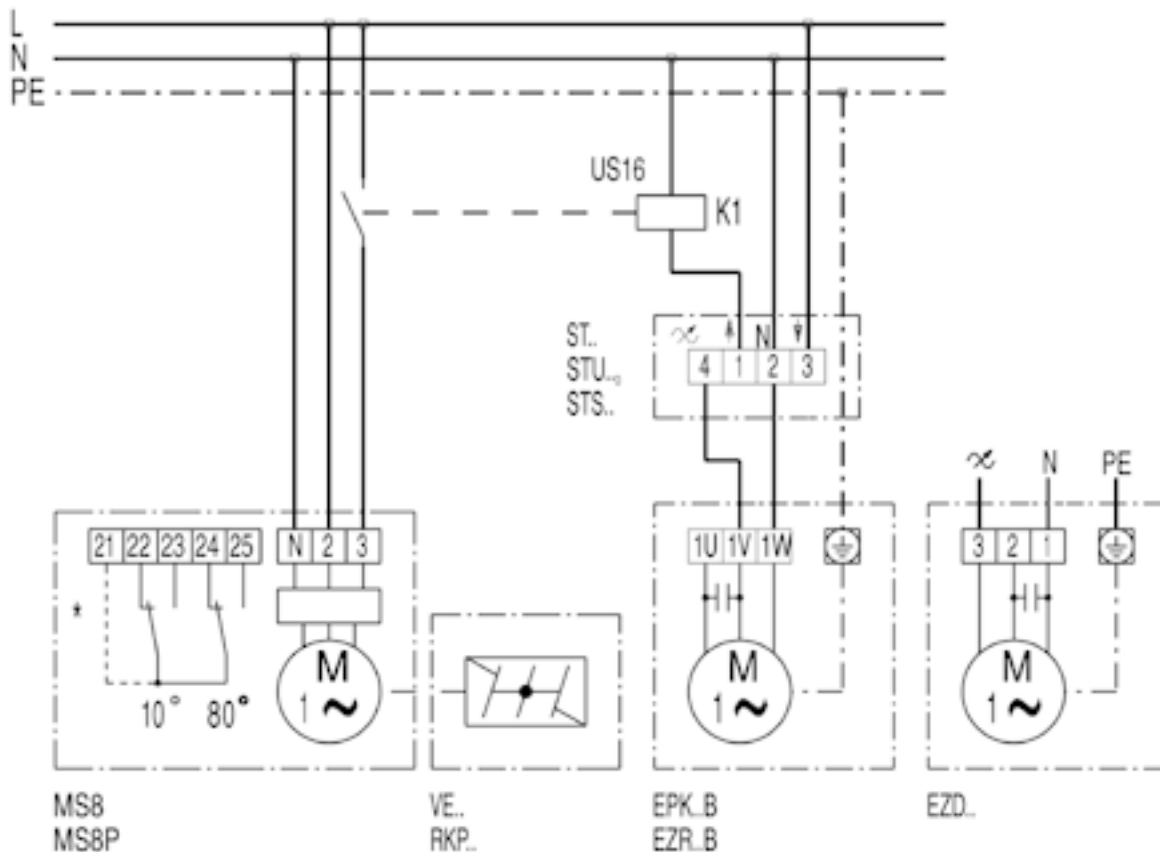 L
N
PE
US16
K1
ST..
STU..
STS..
N
4 1 2 3
N PE
21 22 23 24 25
N 2 3
1U 1V 1W
3 2 1
*
M
1 ~
10° 80°
M
1 ~
M
1 ~
MS8
MS8P
VE..
RKP..
EPK..B
EZR..B
EZD..